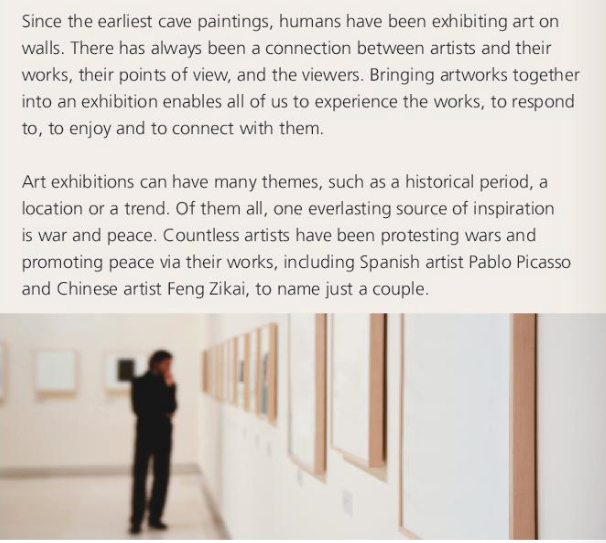 Since the earliest cave paintings, humans have been exhibiting art on
walls. There has always been a connection between artists and their
works, their points of view, and the viewers. Bringing artworks together
into an exhibition enables all of us to experience the works, to respond
to, to enjoy and to connect with them.
Art exhibitions can have many themes, such as a historical period, a
location or a trend. Of them all, one everlasting source of inspiration
is war and peace. Countless artists have been protesting wars and
promoting peace via their works, including Spanish artist Pablo Picasso
and Chinese artist Feng Zikai, to name just a couple.